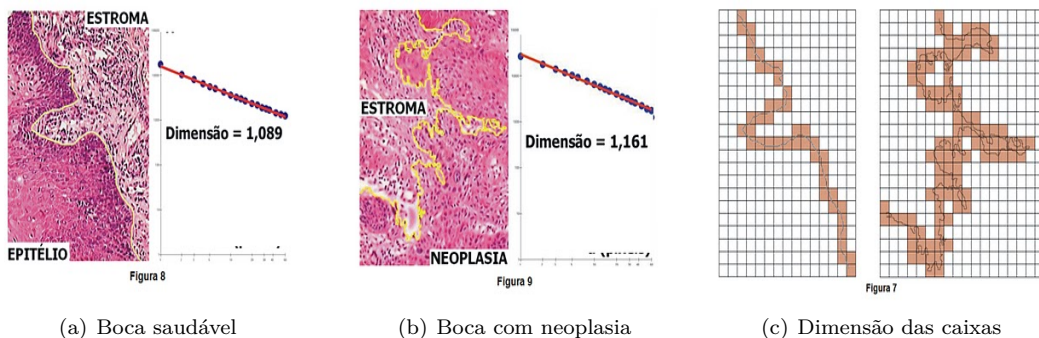 ESTROMA
Dimensão = 1,089
EPITÉLIO
Figura 8
ESTROMA
Dimensão = 1,161
NEOPLASIA
Figura 9
Figura 7
(a) Boca saudável
(b) Boca com neoplasia
(c) Dimensão das caixas